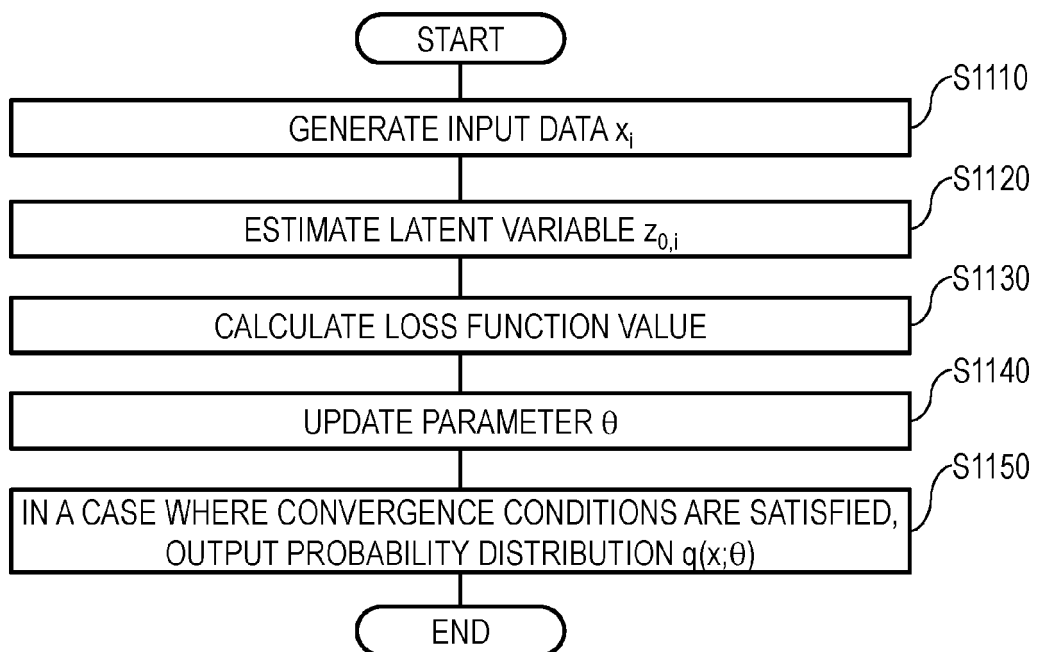 START
S1110
GENERATE INPUT DATA xᵢ
S1120
ESTIMATE LATENT VARIABLE z₀,ᵢ
S1130
CALCULATE LOSS FUNCTION VALUE
S1140
UPDATE PARAMETER θ
S1150
IN A CASE WHERE CONVERGENCE CONDITIONS ARE SATISFIED,
OUTPUT PROBABILITY DISTRIBUTION q(x;θ)
END